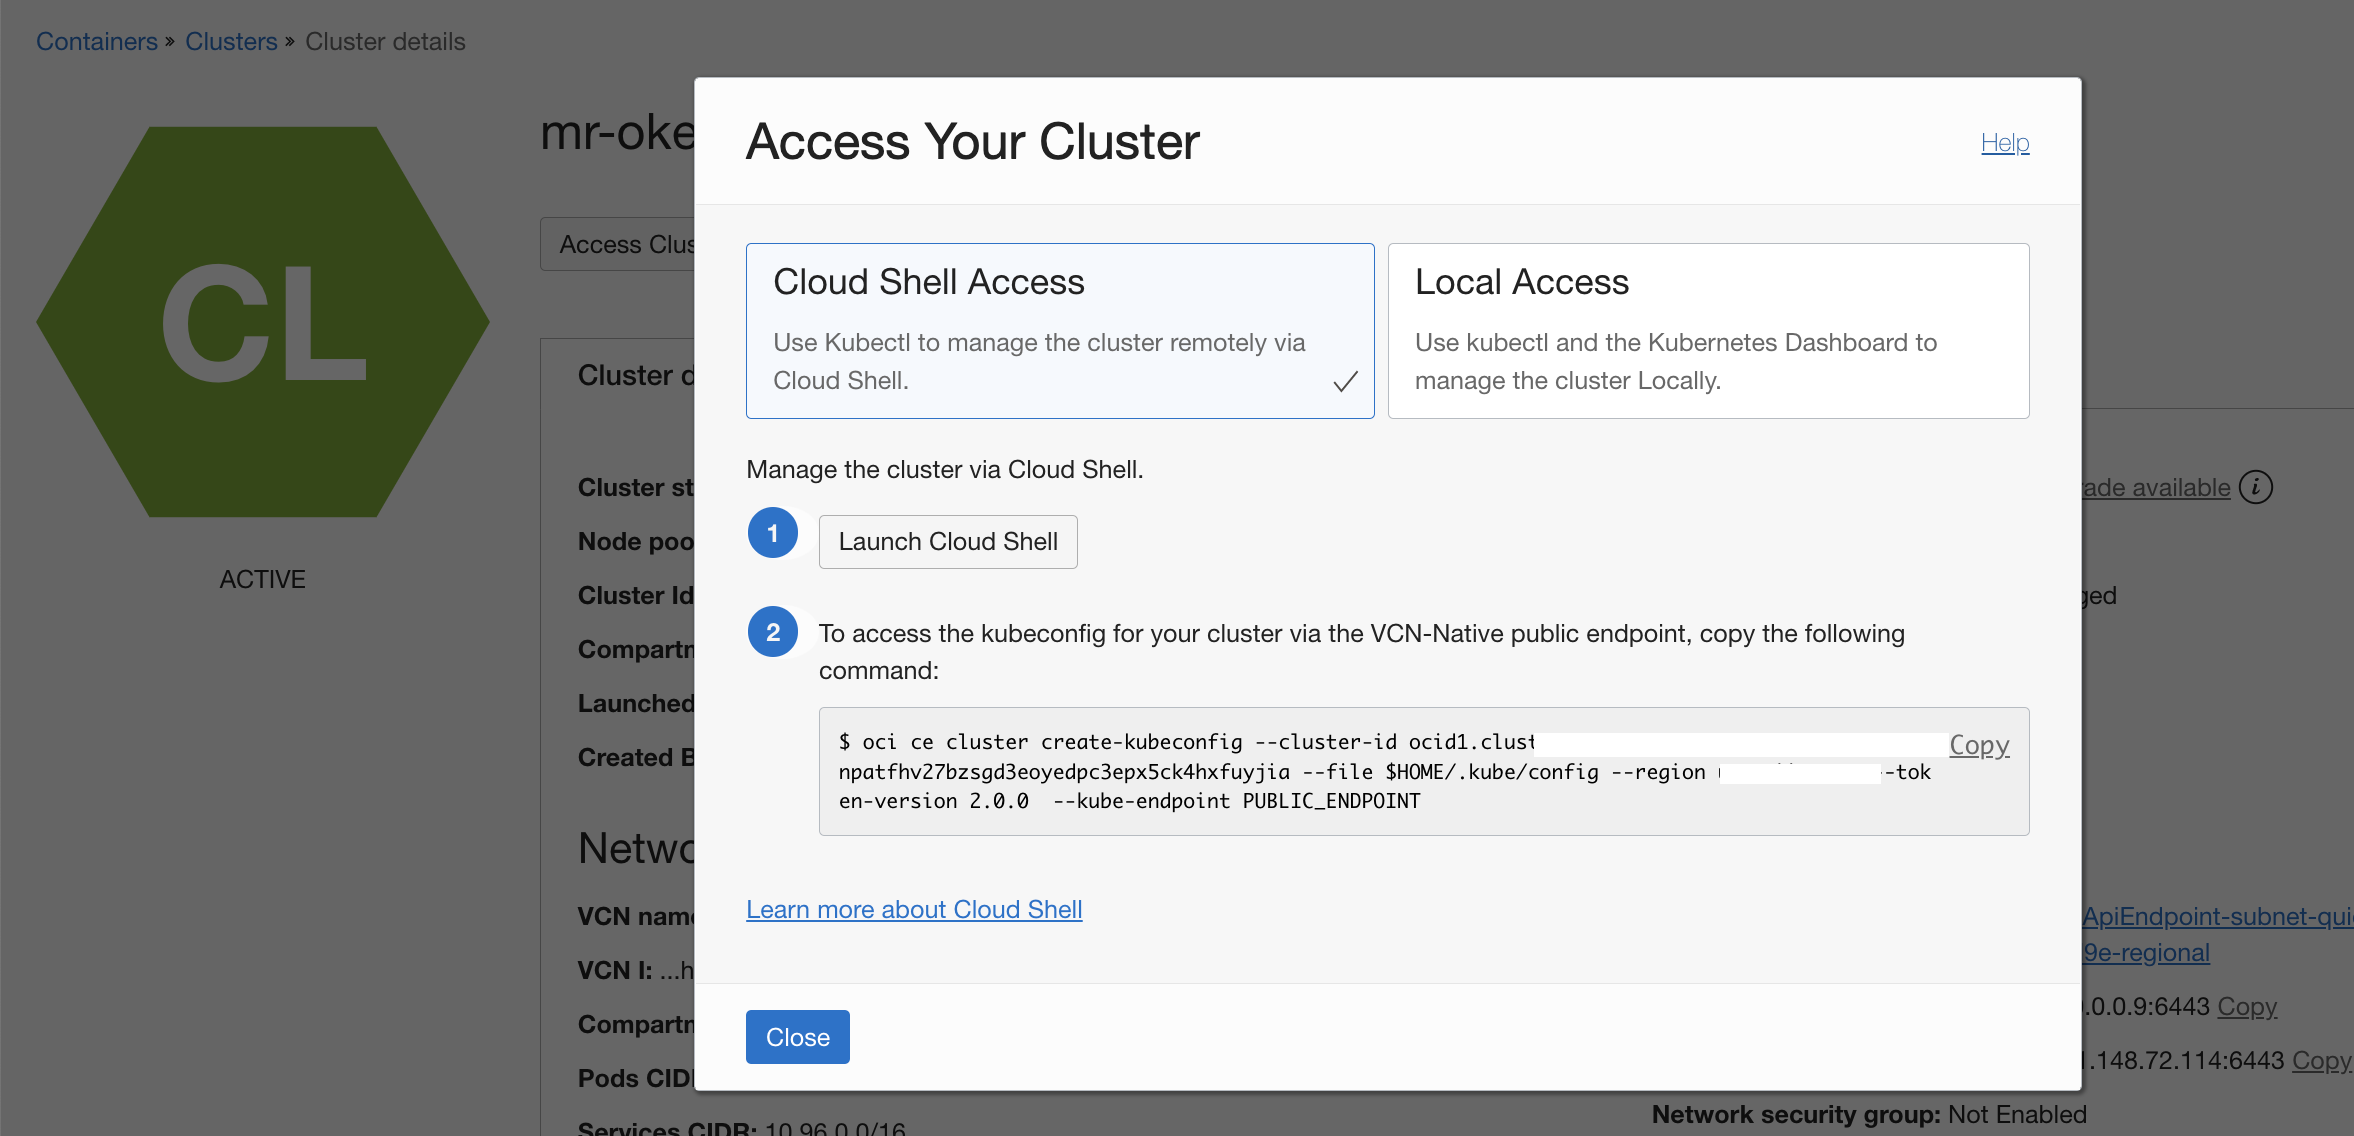 Containers » Clusters » Cluster details
CL
ACTIVE
mr-oke
Access Clus
Cluster d
Cluster st
Node poo
Cluster Id
Compartm
Launched
Created B
Netwo
VCN name
VCN I: ...h
Compartm
Pods CIDR
Services CIDR: 10.96.0.0/16
Access Your Cluster
Help
Cloud Shell Access
Use Kubectl to manage the cluster remotely via
Cloud Shell.
Local Access
Use kubectl and the Kubernetes Dashboard to
manage the cluster Locally.
Manage the cluster via Cloud Shell.
1
Launch Cloud Shell
2
To access the kubeconfig for your cluster via the VCN-Native public endpoint, copy the following
command:
$ oci ce cluster create-kubeconfig --cluster-id ocid1.clust
Copy
npatfhv27bzsgd3eoyedpc3epx5ck4hxfuyjia --file $HOME/.kube/config --region --tok
en-version 2.0.0 --kube-endpoint PUBLIC_ENDPOINT
Learn more about Cloud Shell
Close
ade available i
ged
ApiEndpoint-subnet-qui
9e-regional
.0.0.9:6443 Copy
.148.72.114:6443 Copy
Network security group: Not Enabled